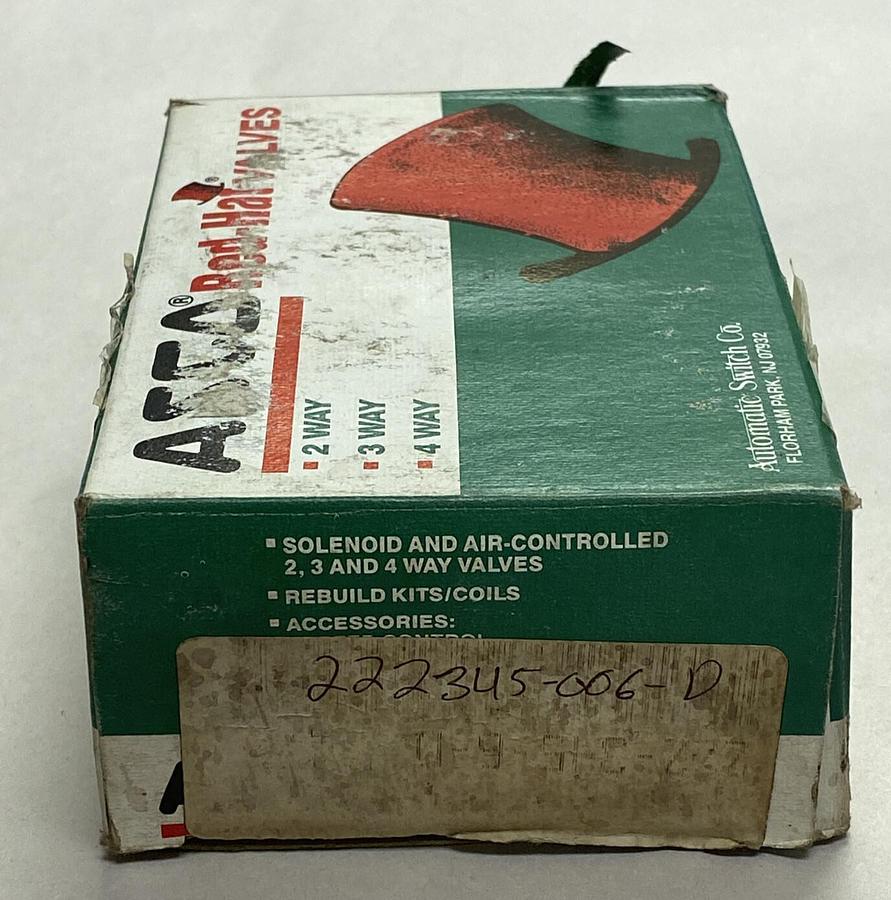 ASCO®
Red-Hat® VALVES
2 WAY
3 WAY
4 WAY
Automatic Switch Co.
FLORHAM PARK, NJ 07932
▪ SOLENOID AND AIR-CONTROLLED
2, 3 AND 4 WAY VALVES
▪ REBUILD KITS/COILS
▪ ACCESSORIES:
CONTROL
222345-006-D